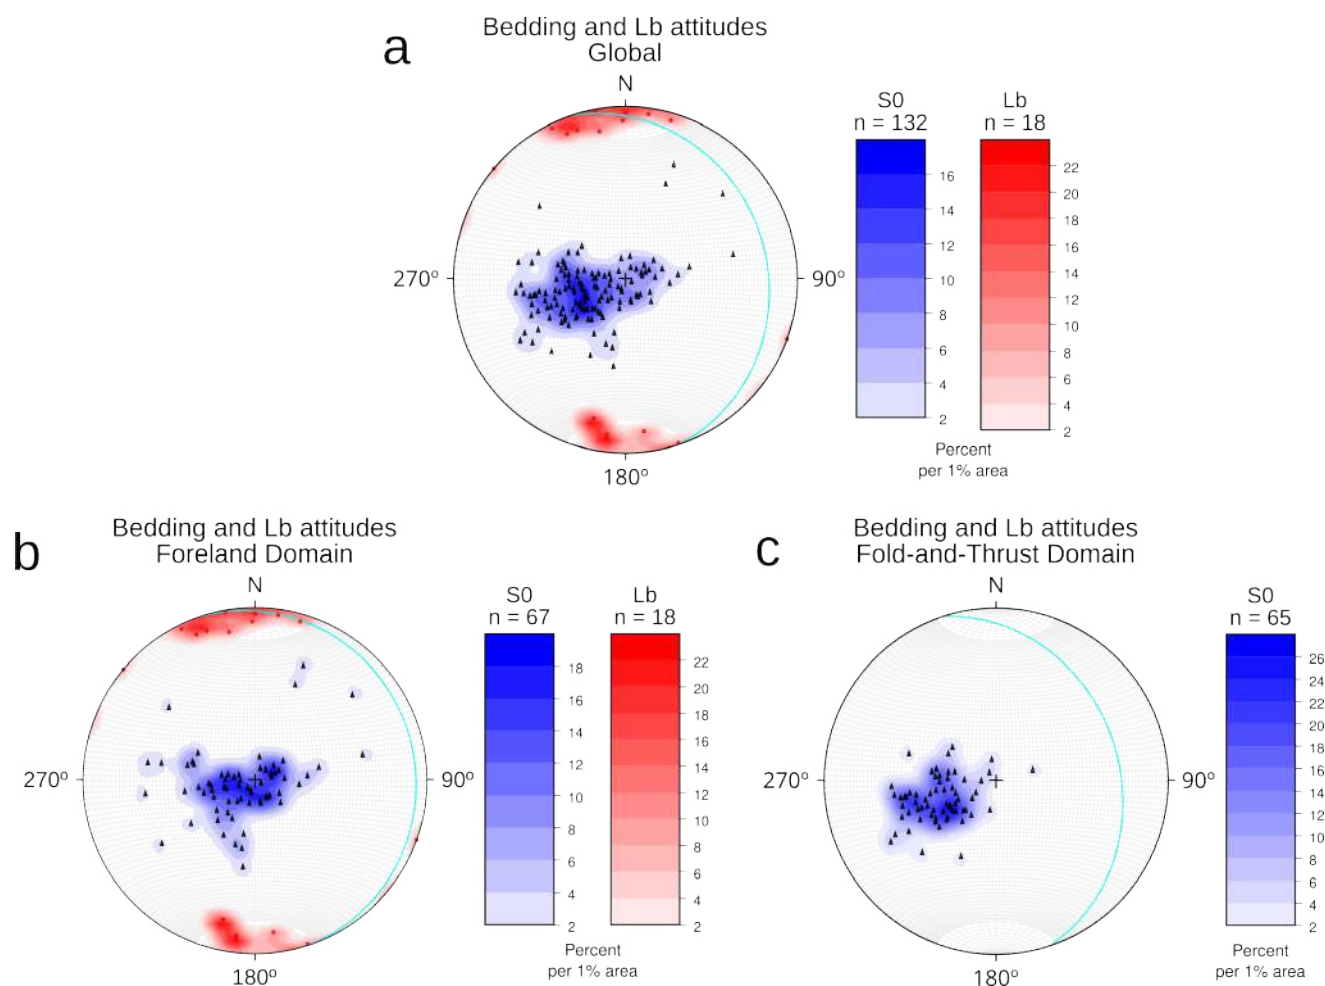 a
Bedding and Lb attitudes
Global
N
270°
90°
180°
S0
n = 132
16
14
12
10
8
6
4
2
Lb
n = 18
22
20
18
16
14
12
10
8
6
4
2
Percent
per 1% area
b
Bedding and Lb attitudes
Foreland Domain
N
270°
90°
180°
S0
n = 67
18
16
14
12
10
8
6
4
2
Lb
n = 18
22
20
18
16
14
12
10
8
6
4
2
Percent
per 1% area
c
Bedding and Lb attitudes
Fold-and-Thrust Domain
N
270°
90°
180°
S0
n = 65
26
24
22
20
18
16
14
12
10
8
6
4
2
Percent
per 1% area